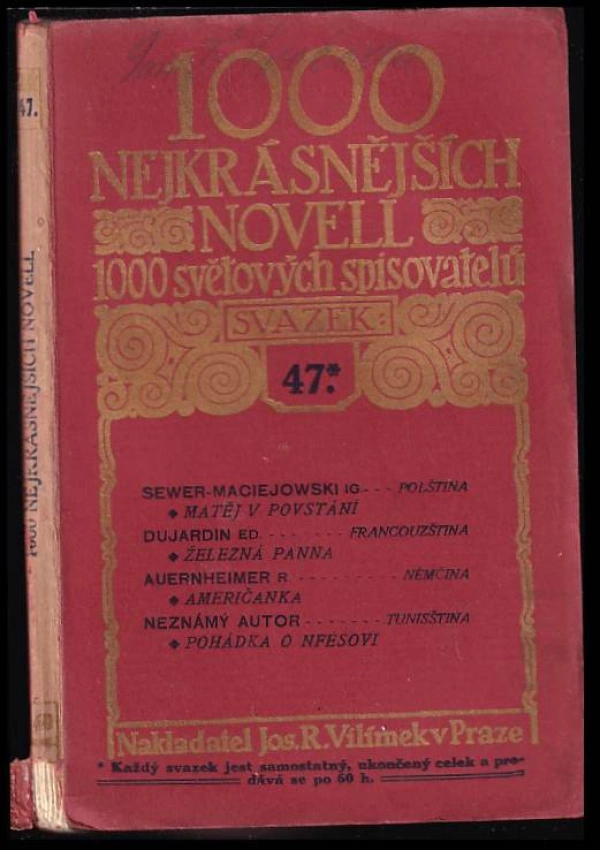 1000
NEJKRÁSNĚJŠÍCH
NOVELL
1000 světových spisovatelů
SVAZEK:
47.*
SEWER-MACIEJOWSKI IG--- POLŠTINA
◆ MATĚJ V POVSTÁNÍ
DUJARDIN ED.-------- FRANCOUZŠTINA
◆ ŽELEZNÁ PANNA
AUERNHEIMER R.---------- NĚMČINA
◆ AMERIČANKA
NEZNÁMÝ AUTOR------- TUNISŠTINA
◆ POHÁDKA O NFESOVI
Nakladatel Jos. R. Vilímek v Praze
* Každý svazek jest samostatný, ukončený celek a pro-
dává se po 60 h.
47.
1000 NEJKRÁSNĚJŠÍCH NOVELL